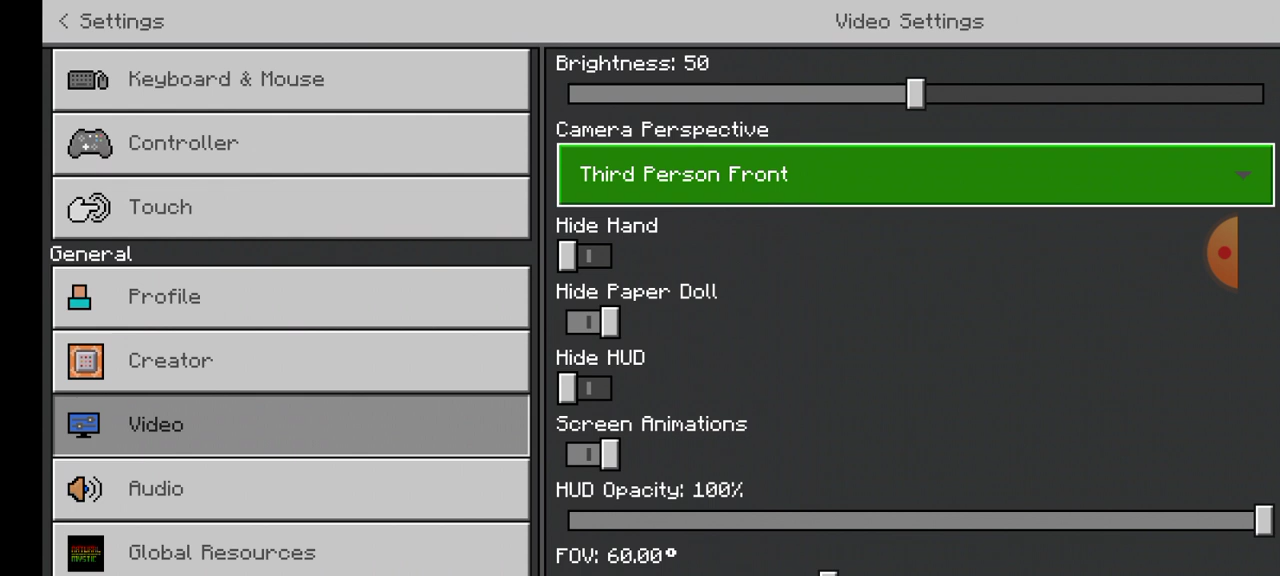 < Settings
Video Settings
Keyboard & Mouse
Controller
Touch
General
Profile
Creator
Video
Audio
Global Resources
Brightness: 50
Camera Perspective
Third Person Front
Hide Hand
Hide Paper Doll
Hide HUD
Screen Animations
HUD Opacity: 100%
FOV: 60.00°